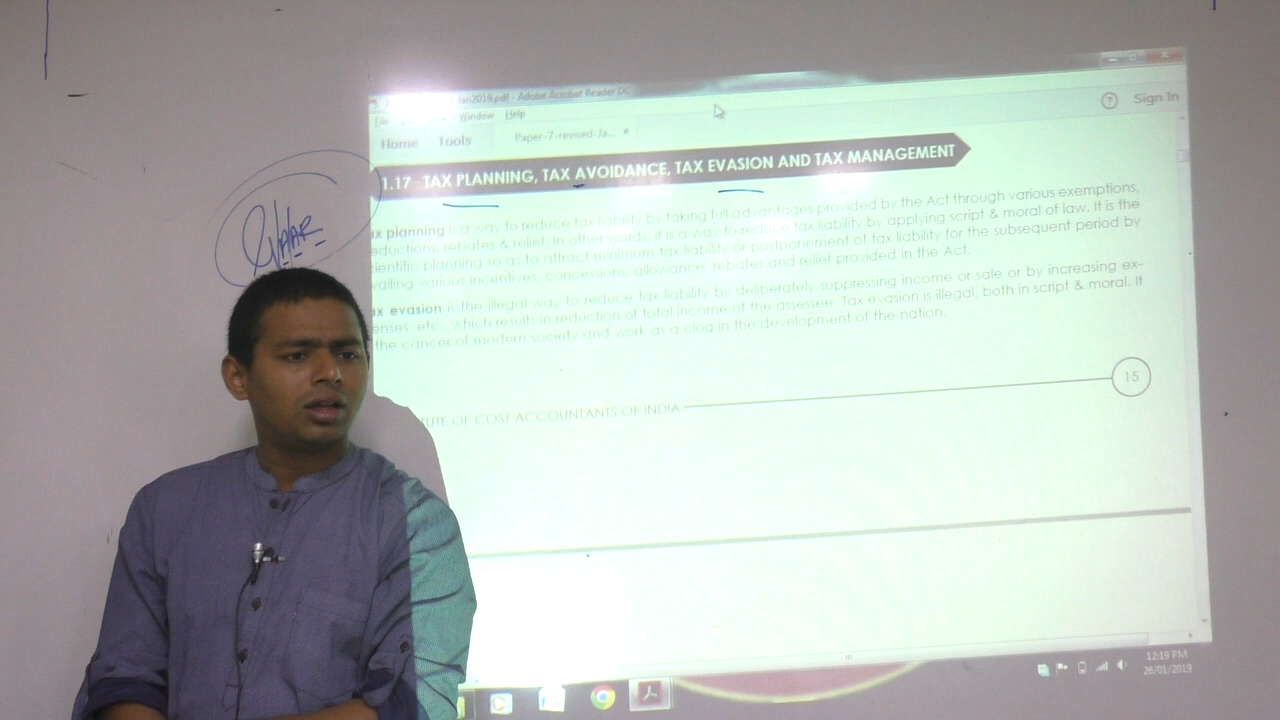 an2019.pdf - Adobe Acrobat Reader DC
File Window Help
Home Tools Paper-7-revised-Ja... ×
? Sign In
1.17 TAX PLANNING, TAX AVOIDANCE, TAX EVASION AND TAX MANAGEMENT
ax planning is a way to reduce tax liability by taking full advantages provided by the Act through various exemptions,
eductions, rebates & relief. In other words, it is a way to reduce tax liability by applying script & moral of law. It is the
cientific planning so as to attract minimum tax liability or postponement of tax liability for the subsequent period by
vailing various incentives, concessions, allowance, rebates and relief provided in the Act.
ax evasion is the illegal way to reduce tax liability by deliberately suppressing income or sale or by increasing ex-
enses, etc., which results in reduction of total income of the assessee. Tax evasion is illegal, both in script & moral. It
the cancer of modern society and work as a clog in the development of the nation.
TUTE OF COST ACCOUNTANTS OF INDIA
15
12:19 PM
26/01/2019